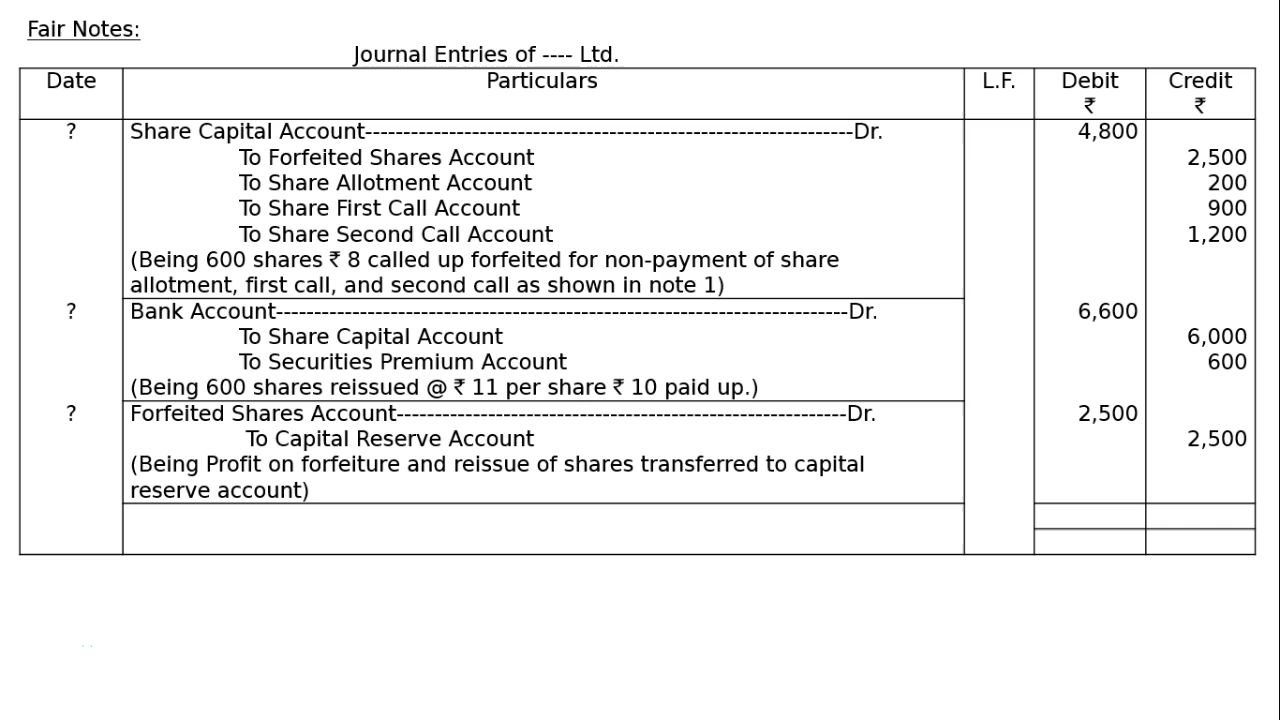 Fair Notes:
Journal Entries of ---- Ltd.
Date Particulars L.F. Debit Credit
₹ ₹
? Share Capital Account----------------------------------------------------------------Dr. 4,800
To Forfeited Shares Account 2,500
To Share Allotment Account 200
To Share First Call Account 900
To Share Second Call Account 1,200
(Being 600 shares ₹ 8 called up forfeited for non-payment of share
allotment, first call, and second call as shown in note 1)
? Bank Account---------------------------------------------------------------------------Dr. 6,600
To Share Capital Account 6,000
To Securities Premium Account 600
(Being 600 shares reissued @ ₹ 11 per share ₹ 10 paid up.)
? Forfeited Shares Account-----------------------------------------------------------Dr. 2,500
To Capital Reserve Account 2,500
(Being Profit on forfeiture and reissue of shares transferred to capital
reserve account)